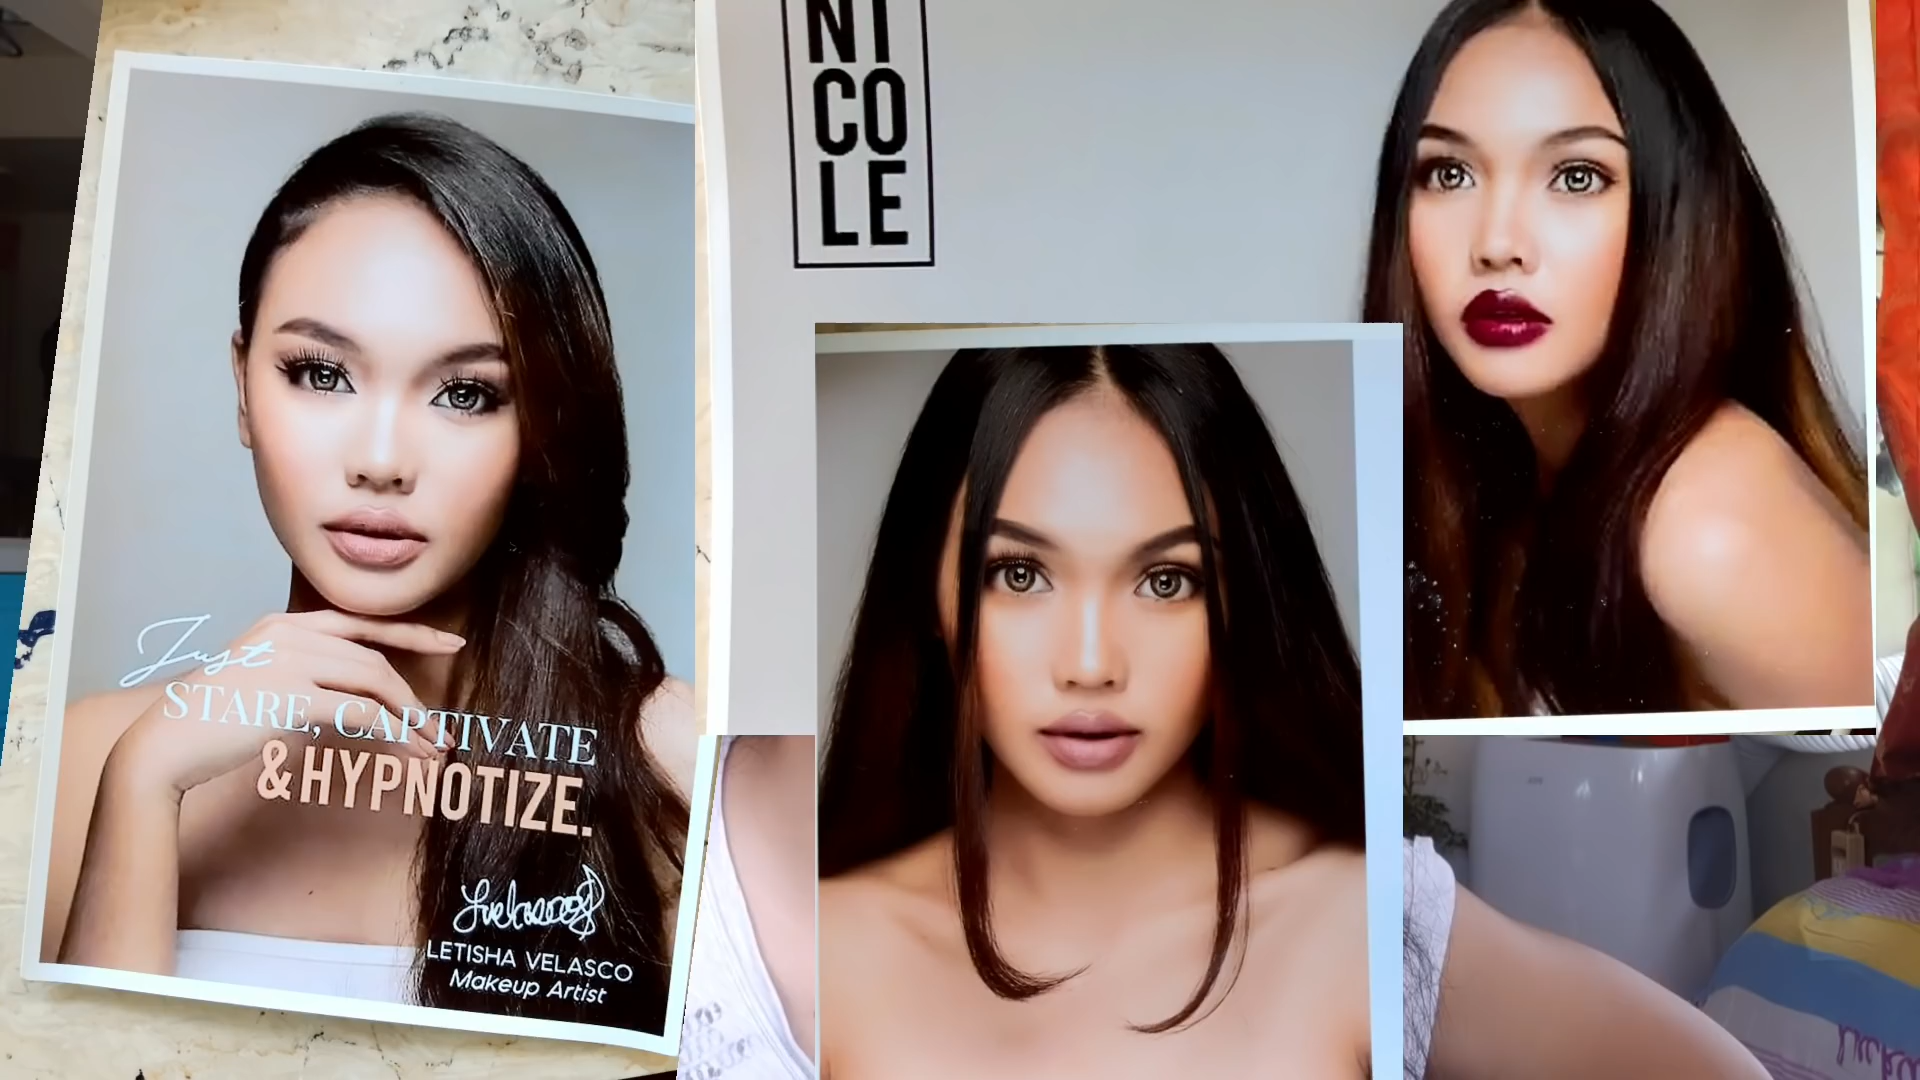 Just
STARE, CAPTIVATE
& HYPNOTIZE.
LETISHA VELASCO
Makeup Artist
NI
CO
LE